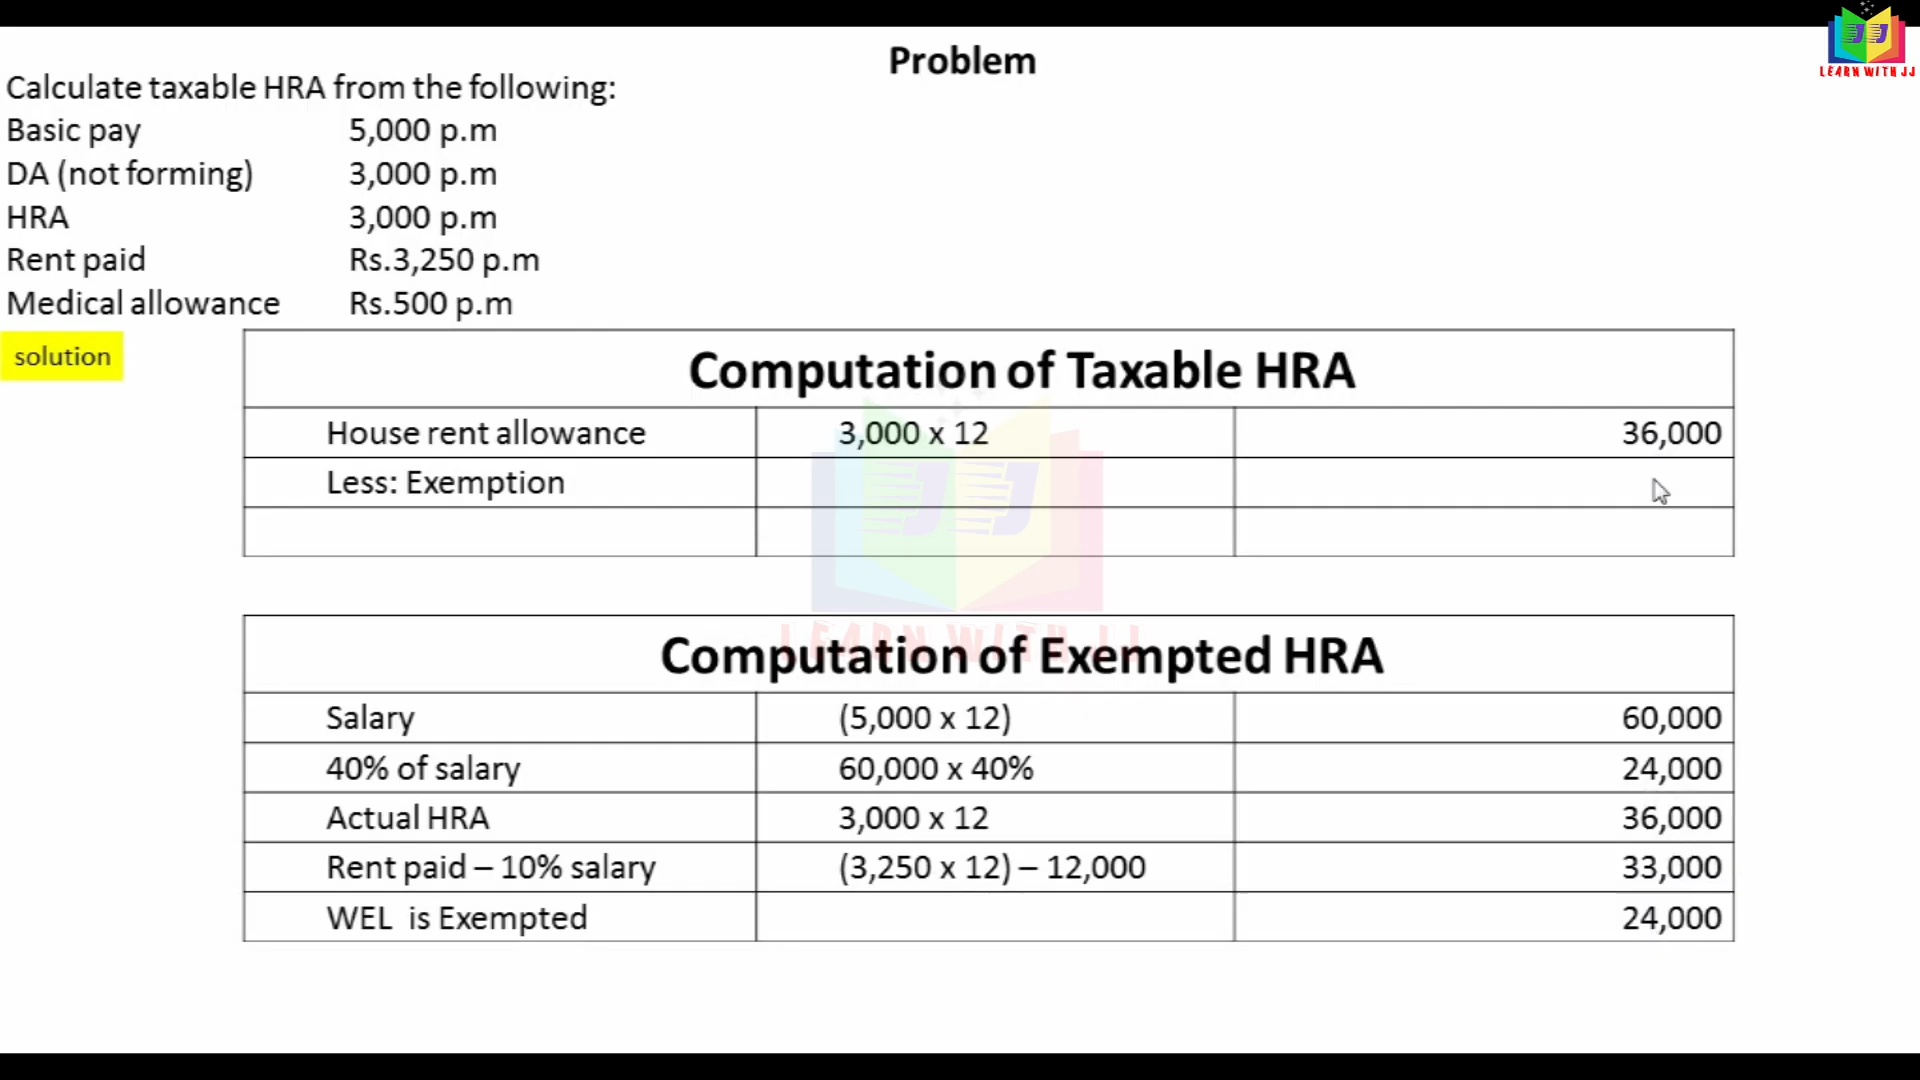 Problem
LEARN WITH JJ
Calculate taxable HRA from the following:
Basic pay 5,000 p.m
DA (not forming) 3,000 p.m
HRA 3,000 p.m
Rent paid Rs.3,250 p.m
Medical allowance Rs.500 p.m
solution
Computation of Taxable HRA
House rent allowance 3,000 x 12 36,000
Less: Exemption
JJ
LEARN WITH JJ
Computation of Exempted HRA
Salary (5,000 x 12) 60,000
40% of salary 60,000 x 40% 24,000
Actual HRA 3,000 x 12 36,000
Rent paid – 10% salary (3,250 x 12) – 12,000 33,000
WEL is Exempted 24,000